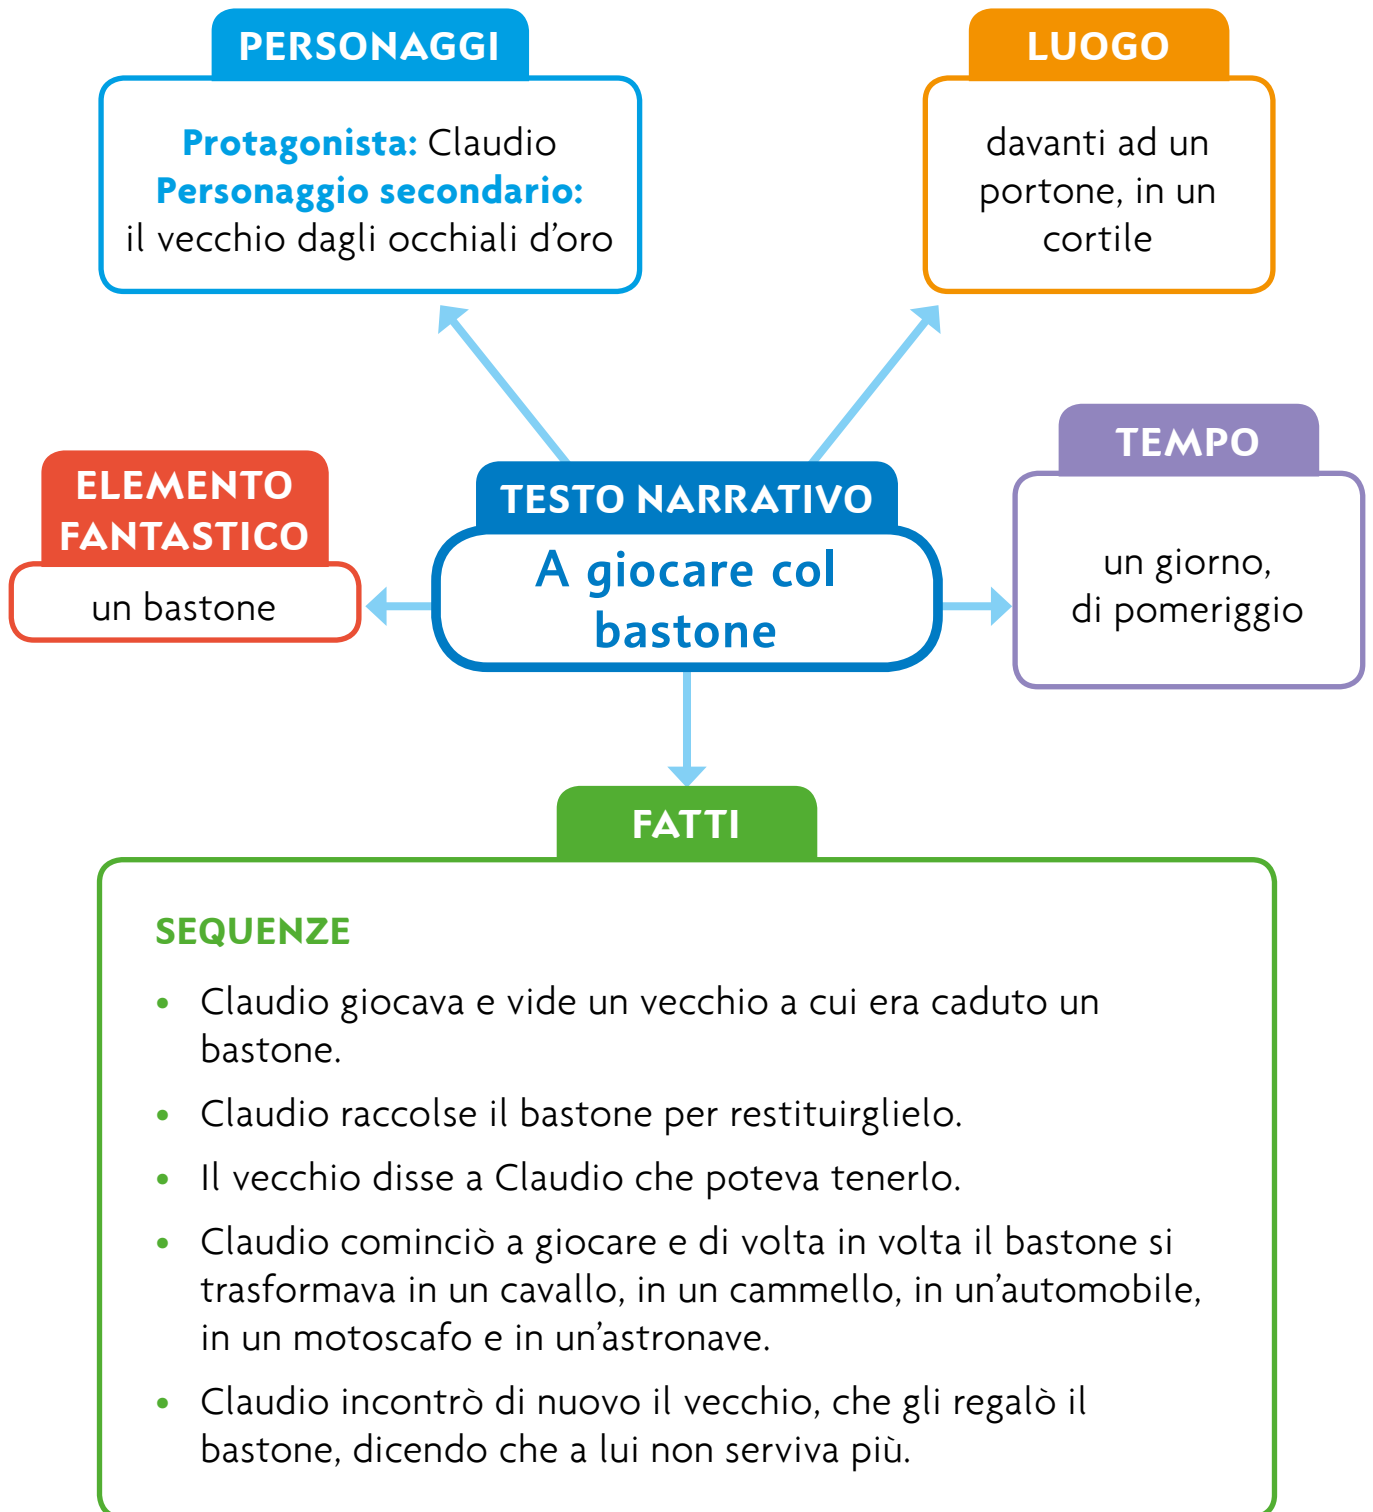 PERSONAGGI
Protagonista: Claudio
Personaggio secondario:
il vecchio dagli occhiali d'oro
LUOGO
davanti ad un
portone, in un
cortile
ELEMENTO
FANTASTICO
un bastone
TESTO NARRATIVO
A giocare col
bastone
TEMPO
un giorno,
di pomeriggio
FATTI
SEQUENZE
• Claudio giocava e vide un vecchio a cui era caduto un
bastone.
• Claudio raccolse il bastone per restituirglielo.
• Il vecchio disse a Claudio che poteva tenerlo.
• Claudio cominciò a giocare e di volta in volta il bastone si
trasformava in un cavallo, in un cammello, in un'automobile,
in un motoscafo e in un'astronave.
• Claudio incontrò di nuovo il vecchio, che gli regalò il
bastone, dicendo che a lui non serviva più.